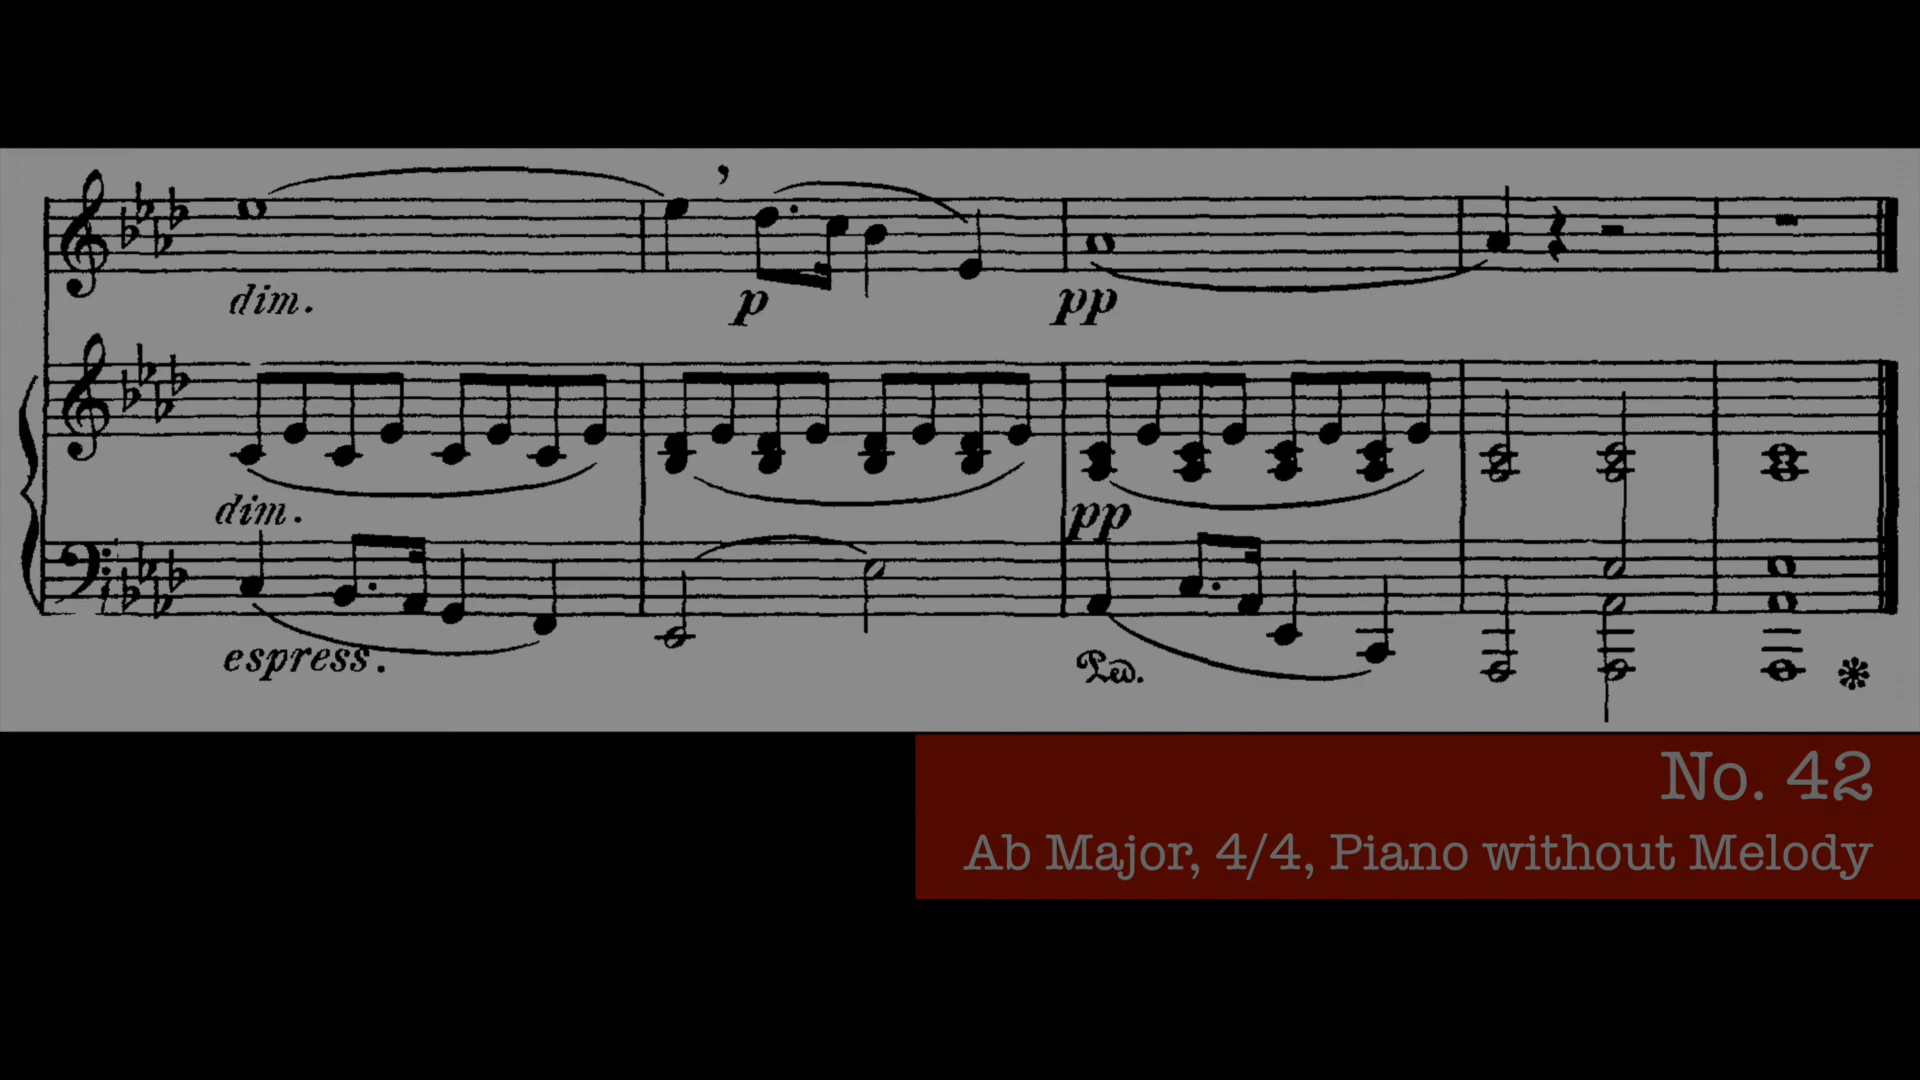 dim.
p
pp
dim.
pp
espress.
Ped.
No. 42
Ab Major, 4/4, Piano without Melody